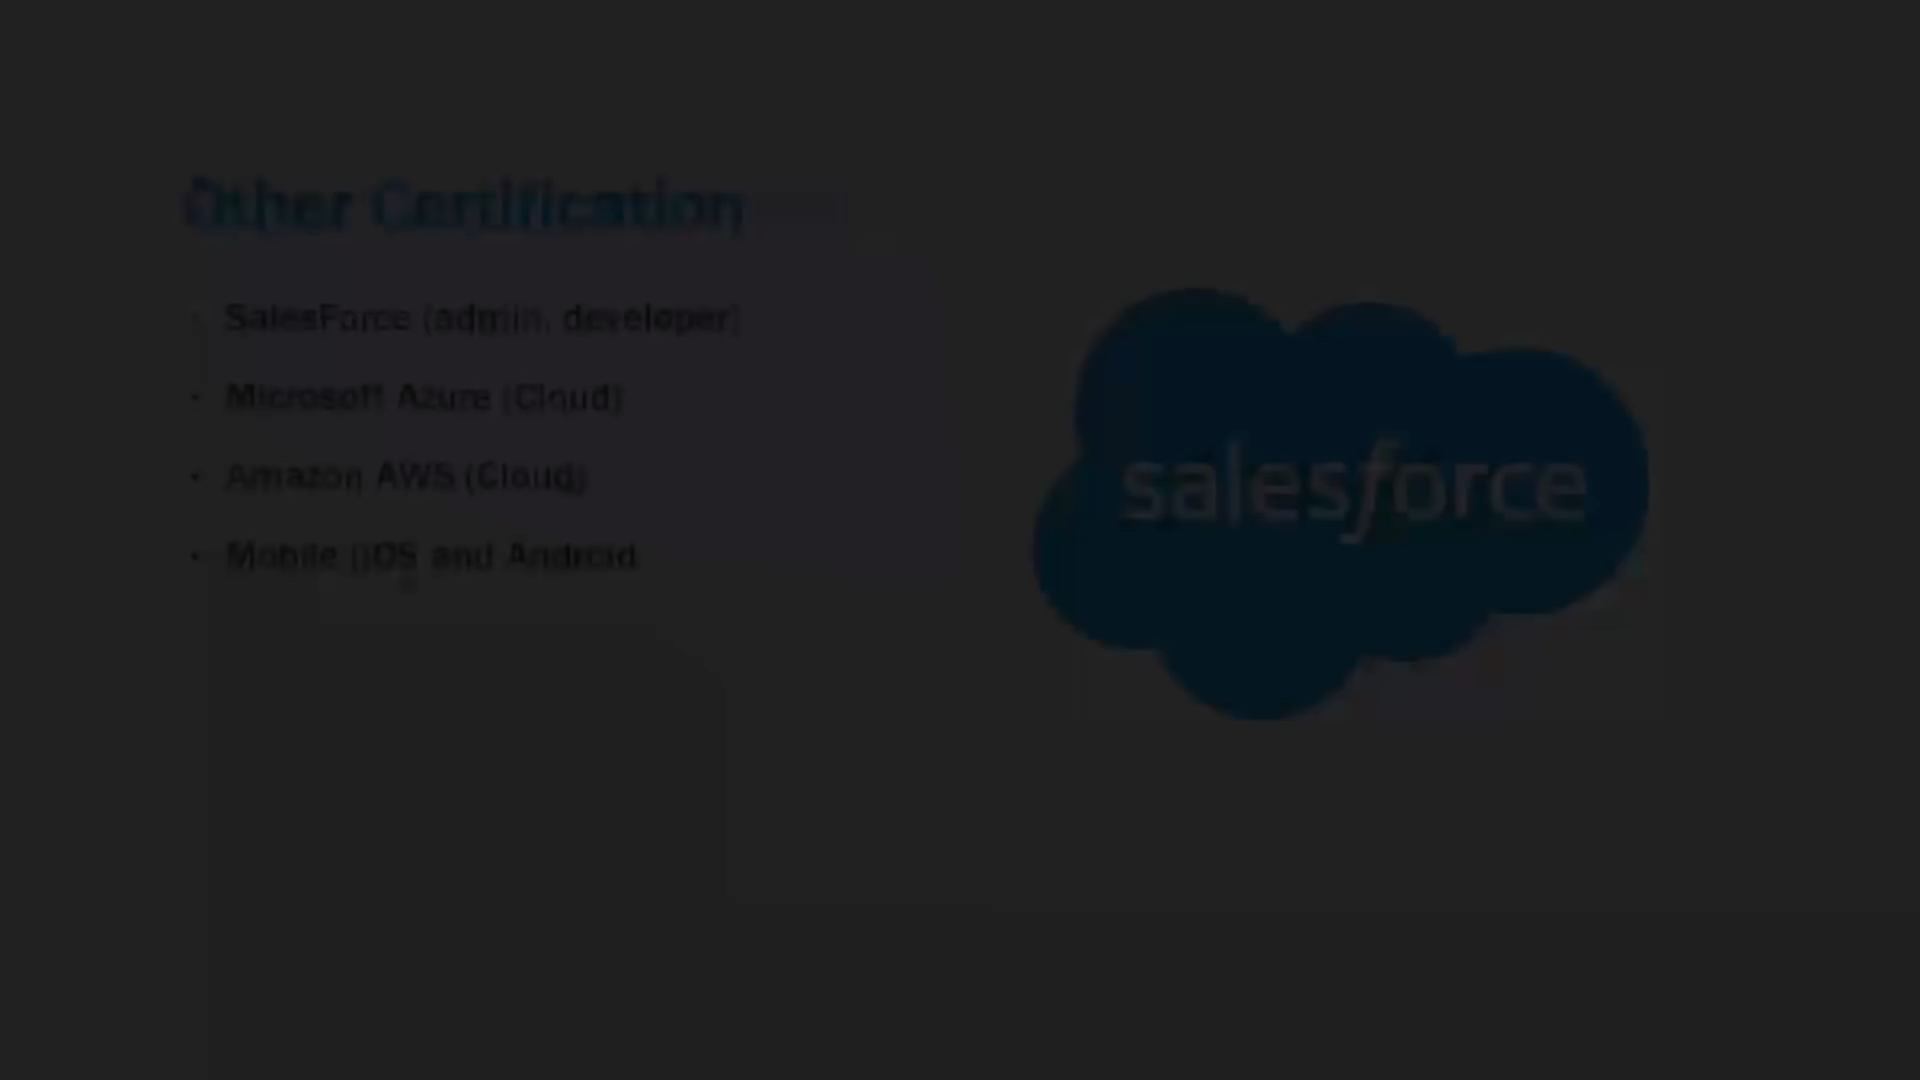 Other Certification
• SalesForce (admin, developer)
• Microsoft Azure (Cloud)
• Amazon AWS (Cloud)
• Mobile (iOS and Android
salesforce